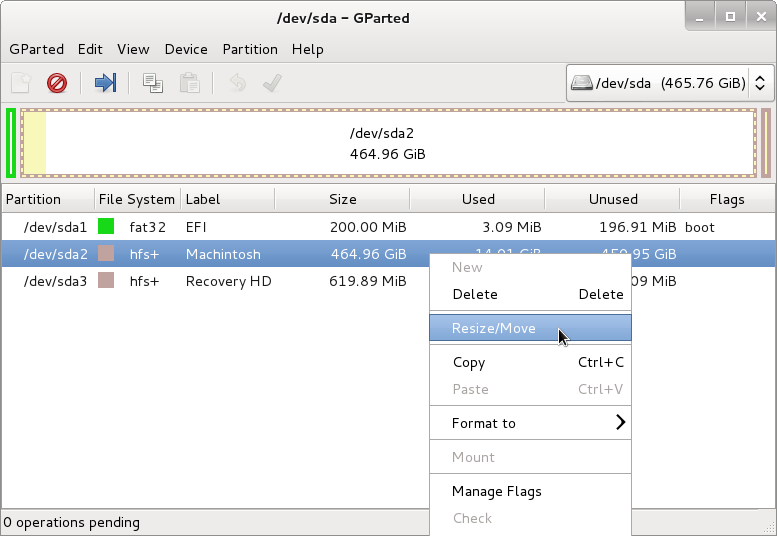 /dev/sda - GParted
GParted Edit View Device Partition Help
/dev/sda (465.76 GiB)
/dev/sda2
464.96 GiB
Partition File System Label Size Used Unused Flags
/dev/sda1 fat32 EFI 200.00 MiB 3.09 MiB 196.91 MiB boot
/dev/sda2 hfs+ Machintosh 464.96 GiB 14.01 GiB 450.95 GiB
/dev/sda3 hfs+ Recovery HD 619.89 MiB 09 MiB
New
Delete Delete
Resize/Move
Copy Ctrl+C
Paste Ctrl+V
Format to
Mount
Manage Flags
Check
0 operations pending